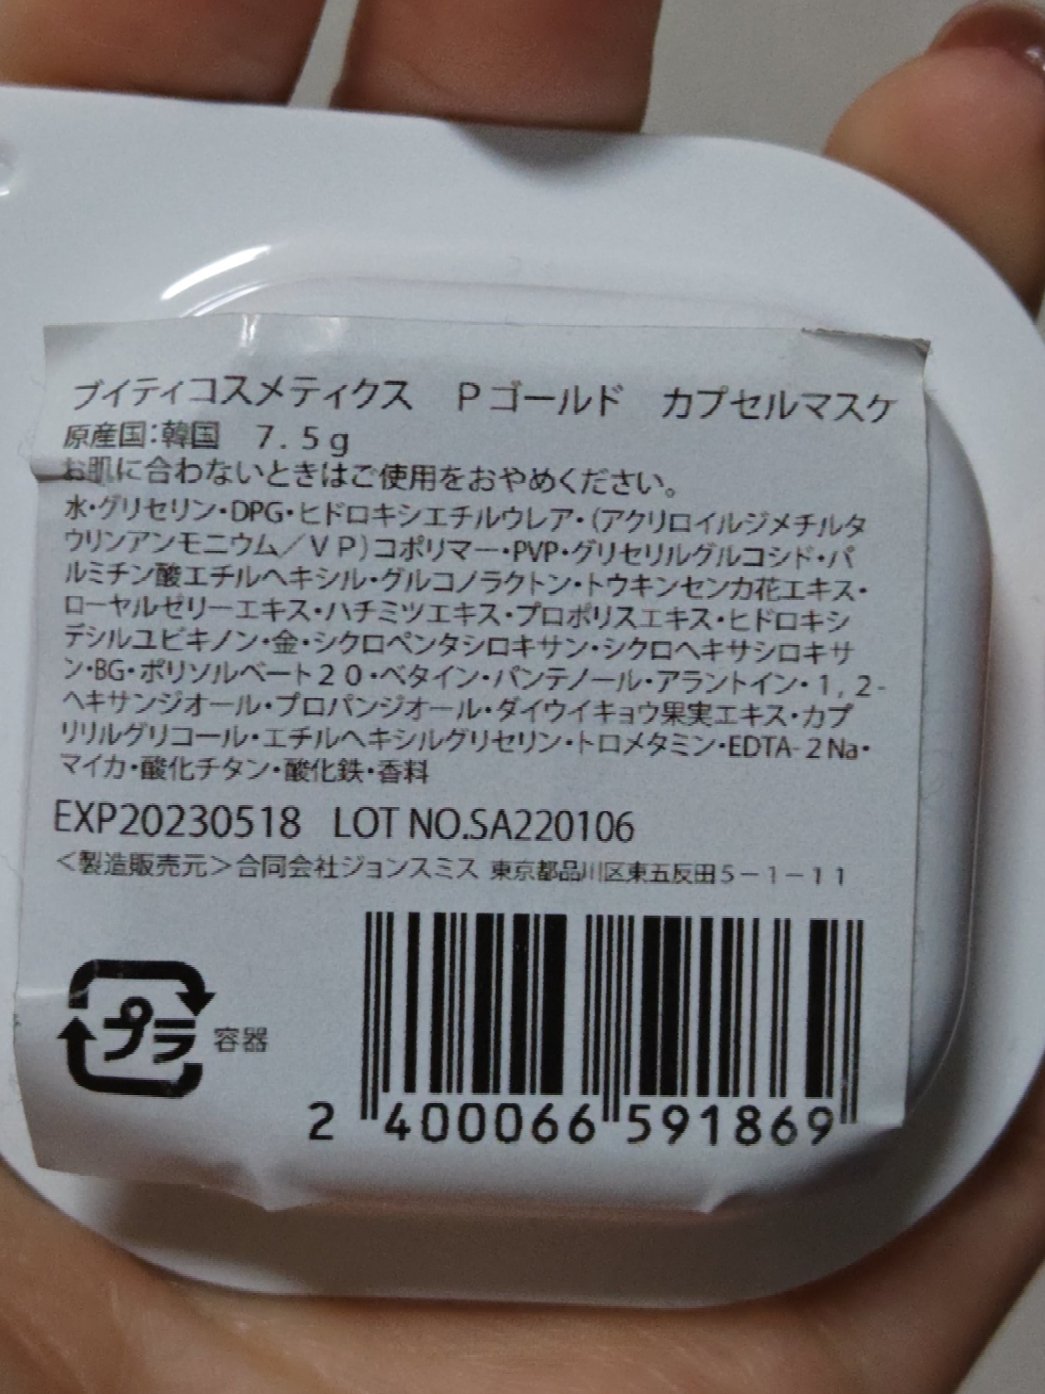 ブイティコスメティクス　Pゴールド　カプセルマスケ
原産国：韓国　7.5g
お肌に合わないときはご使用をおやめください。
水・グリセリン・DPG・ヒドロキシエチルウレア・（アクリロイルジメチルタ
ウリンアンモニウム／VP）コポリマー・PVP・グリセリルグルコシド・パ
ルミチン酸エチルヘキシル・グルコノラクトン・トウキンセンカ花エキス・
ローヤルゼリーエキス・ハチミツエキス・プロポリスエキス・ヒドロキシ
デシルユビキノン・金・シクロペンタシロキサン・シクロヘキサシロキサ
ン・BG・ポリソルベート２０・ベタイン・パンテノール・アラントイン・１,２-
ヘキサンジオール・プロパンジオール・ダイウイキョウ果実エキス・カプ
リリルグリコール・エチルヘキシルグリセリン・トロメタミン・EDTA-２Na・
マイカ・酸化チタン・酸化鉄・香料
EXP20230518 LOT NO.SA220106
＜製造販売元＞合同会社ジョンスミス 東京都品川区東五反田５－１－１１
プラ 容器
2 400066 591869